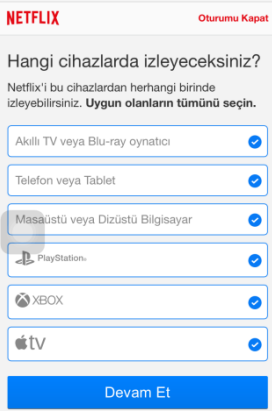 NETFLIX Oturumu Kapat
Hangi cihazlarda izleyeceksiniz?
Netflix'i bu cihazlardan herhangi birinde
izleyebilirsiniz. Uygun olanların tümünü seçin.
Akıllı TV veya Blu-ray oynatıcı
Telefon veya Tablet
Masaüstü veya Dizüstü Bilgisayar
PlayStation®
XBOX
tv
Devam Et